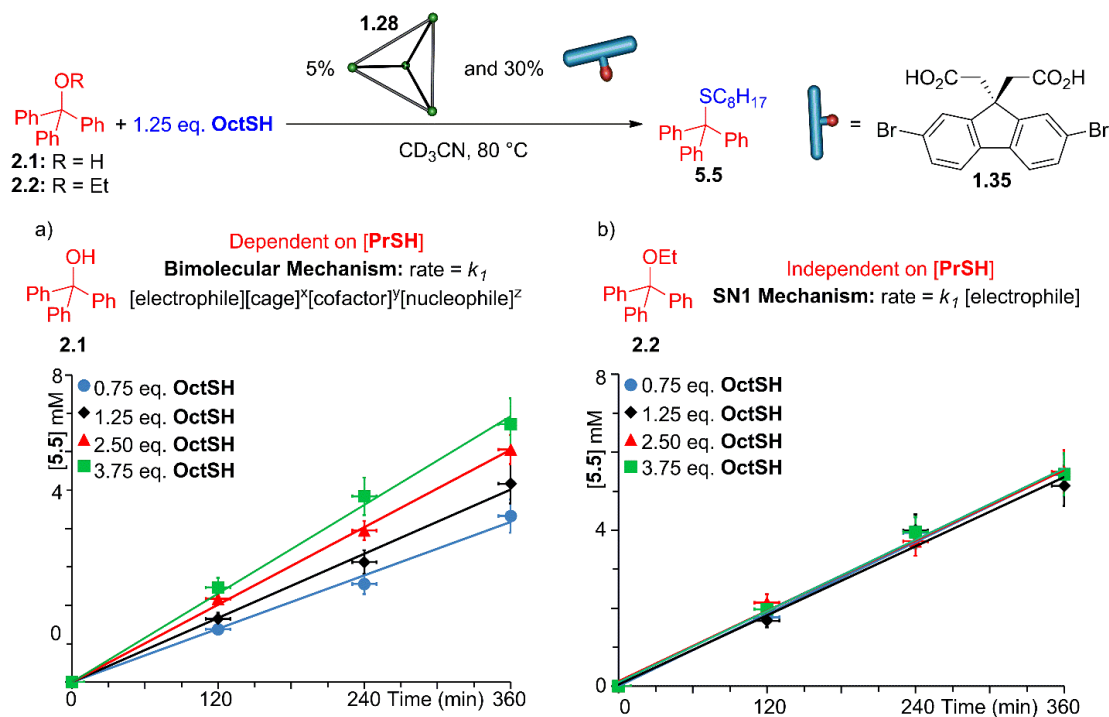 1.28
5%
and 30%
OR
Ph
Ph
Ph
+ 1.25 eq. OctSH
CD3CN, 80 °C
2.1: R = H
2.2: R = Et
SC8H17
Ph
Ph
Ph
5.5
=
HO2C
CO2H
Br
Br
1.35
a)
OH
Ph
Ph
Ph
2.1
Dependent on [PrSH]
Bimolecular Mechanism: rate = k1
[electrophile][cage]x[cofactor]y[nucleophile]z
b)
OEt
Ph
Ph
Ph
2.2
Independent on [PrSH]
SN1 Mechanism: rate = k1 [electrophile]
8
0.75 eq. OctSH
1.25 eq. OctSH
2.50 eq. OctSH
3.75 eq. OctSH
[5.5] mM
4
0
0
120
240 Time (min) 360
8
0.75 eq. OctSH
1.25 eq. OctSH
2.50 eq. OctSH
3.75 eq. OctSH
[5.5] mM
4
0
0
120
240 Time (min) 360